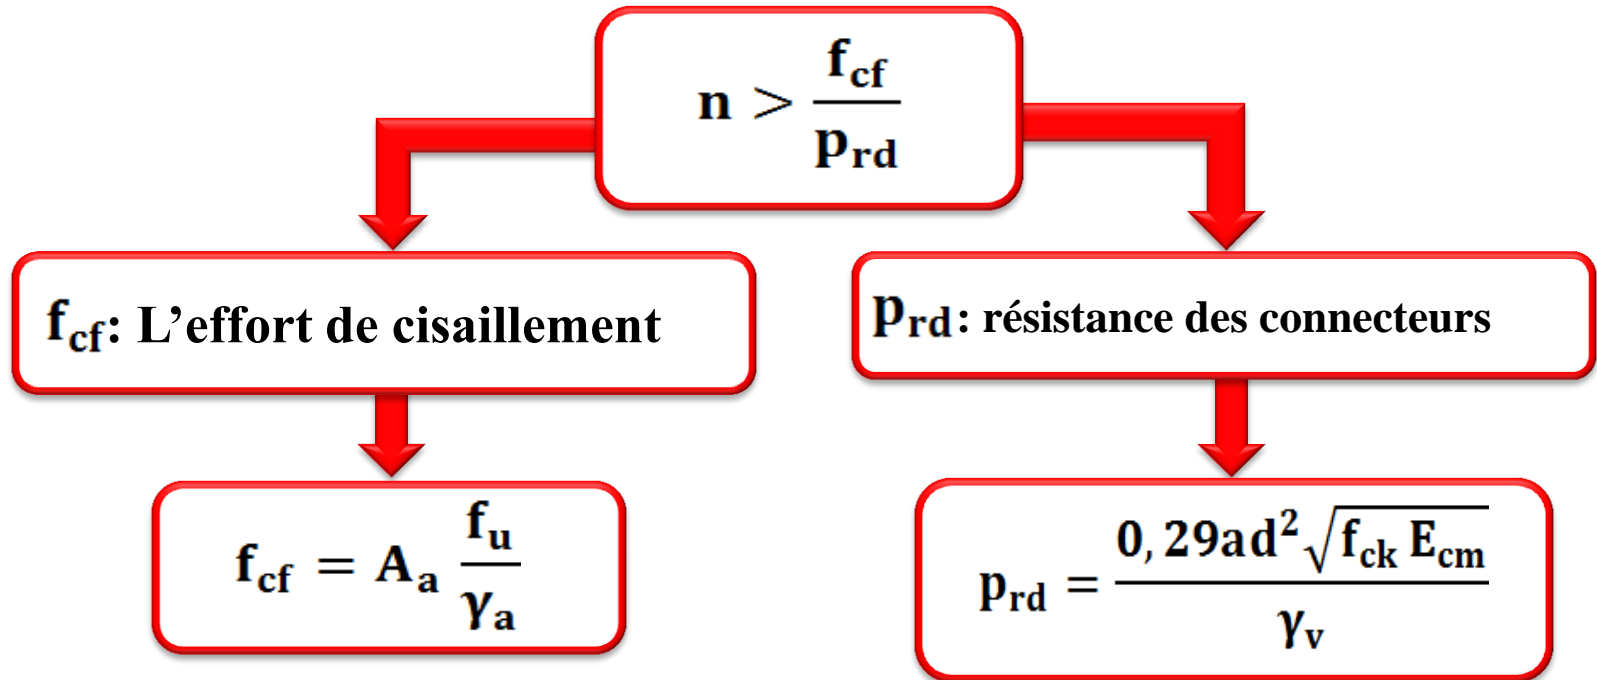 n > f_cf / p_rd
f_cf: L’effort de cisaillement
p_rd: résistance des connecteurs
f_cf = A_a f_u / γ_a
p_rd = 0,29ad² √(f_ck E_cm) / γ_v